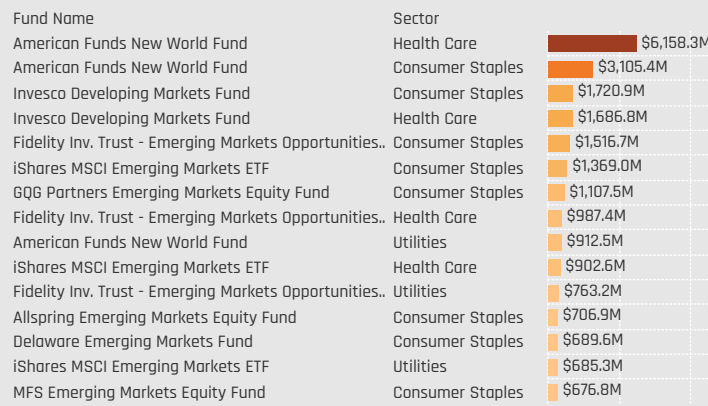 Fund Name Sector
American Funds New World Fund Health Care $6,158.3M
American Funds New World Fund Consumer Staples $3,105.4M
Invesco Developing Markets Fund Consumer Staples $1,720.9M
Invesco Developing Markets Fund Health Care $1,686.8M
Fidelity Inv. Trust - Emerging Markets Opportunities.. Consumer Staples $1,516.7M
iShares MSCI Emerging Markets ETF Consumer Staples $1,369.0M
GQG Partners Emerging Markets Equity Fund Consumer Staples $1,107.5M
Fidelity Inv. Trust - Emerging Markets Opportunities.. Health Care $987.4M
American Funds New World Fund Utilities $912.5M
iShares MSCI Emerging Markets ETF Health Care $902.6M
Fidelity Inv. Trust - Emerging Markets Opportunities.. Utilities $763.2M
Allspring Emerging Markets Equity Fund Consumer Staples $706.9M
Delaware Emerging Markets Fund Consumer Staples $689.6M
iShares MSCI Emerging Markets ETF Utilities $685.3M
MFS Emerging Markets Equity Fund Consumer Staples $676.8M